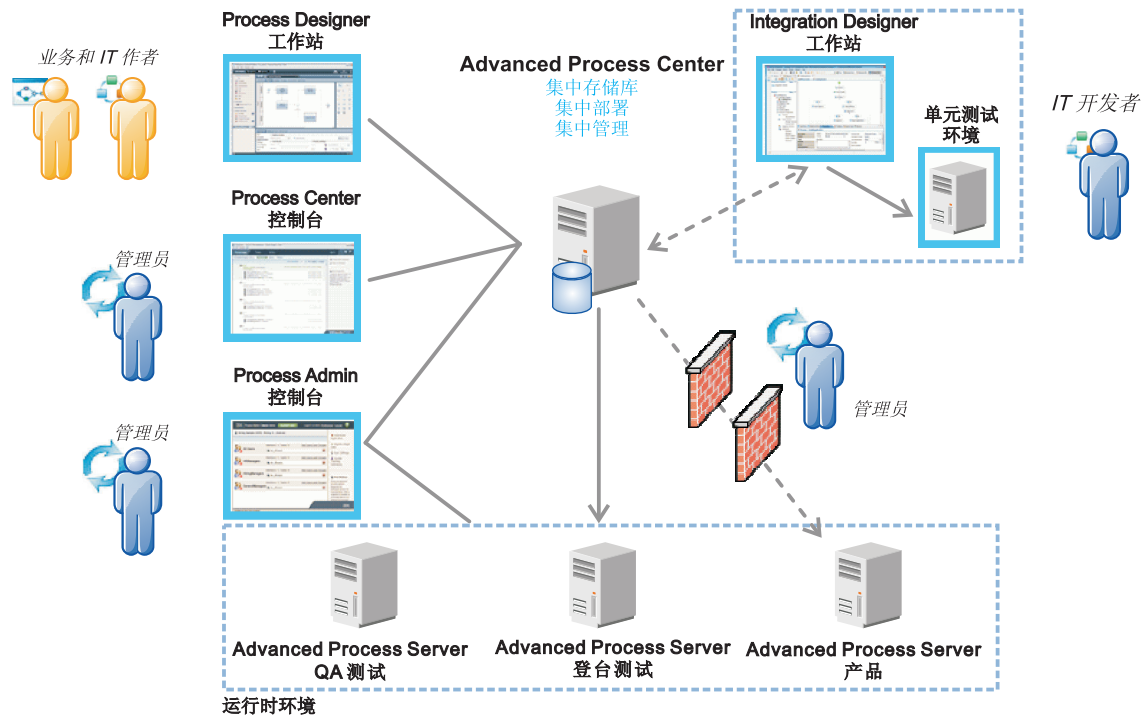 Process Designer
工作站
业务和 IT 作者
Advanced Process Center
集中存储库
集中部署
集中管理
Integration Designer
工作站
单元测试
环境
IT 开发者
Process Center
控制台
管理员
Process Admin
控制台
管理员
管理员
Advanced Process Server
QA 测试
Advanced Process Server
登台测试
Advanced Process Server
产品
运行时环境